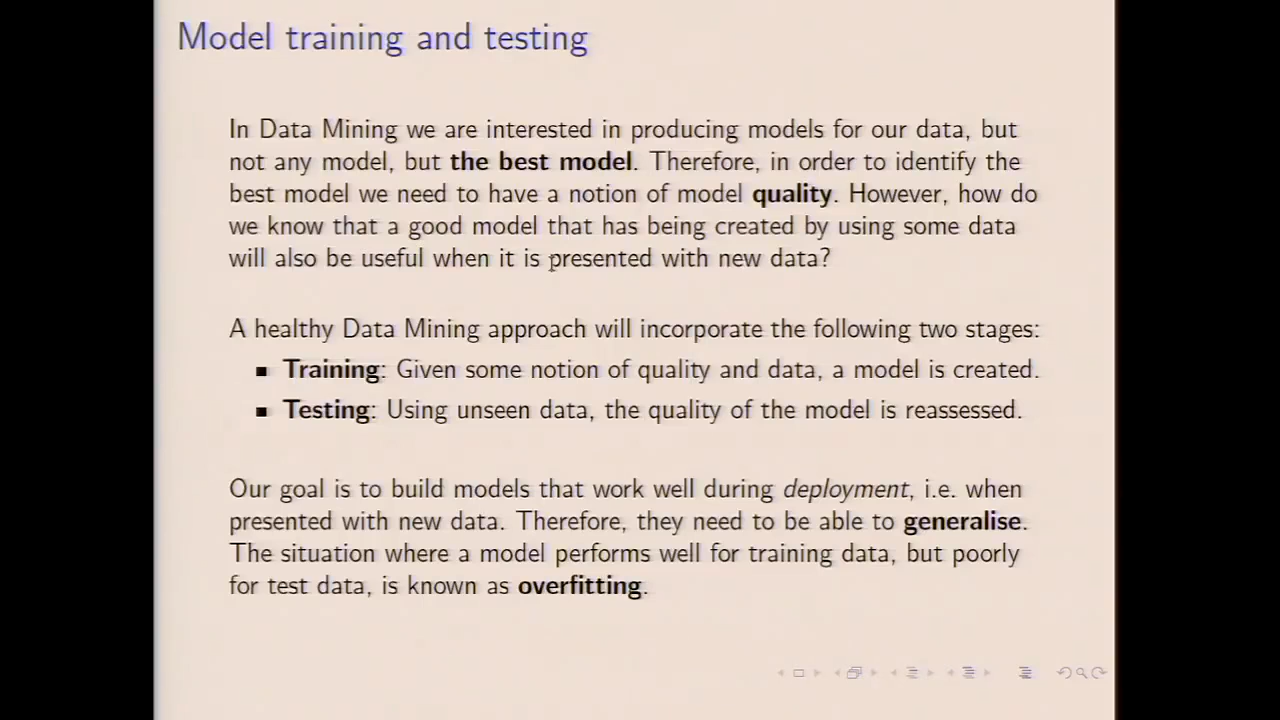 Model training and testing
In Data Mining we are interested in producing models for our data, but
not any model, but the best model. Therefore, in order to identify the
best model we need to have a notion of model quality. However, how do
we know that a good model that has being created by using some data
will also be useful when it is presented with new data?
A healthy Data Mining approach will incorporate the following two stages:
▪ Training: Given some notion of quality and data, a model is created.
▪ Testing: Using unseen data, the quality of the model is reassessed.
Our goal is to build models that work well during deployment, i.e. when
presented with new data. Therefore, they need to be able to generalise.
The situation where a model performs well for training data, but poorly
for test data, is known as overfitting.